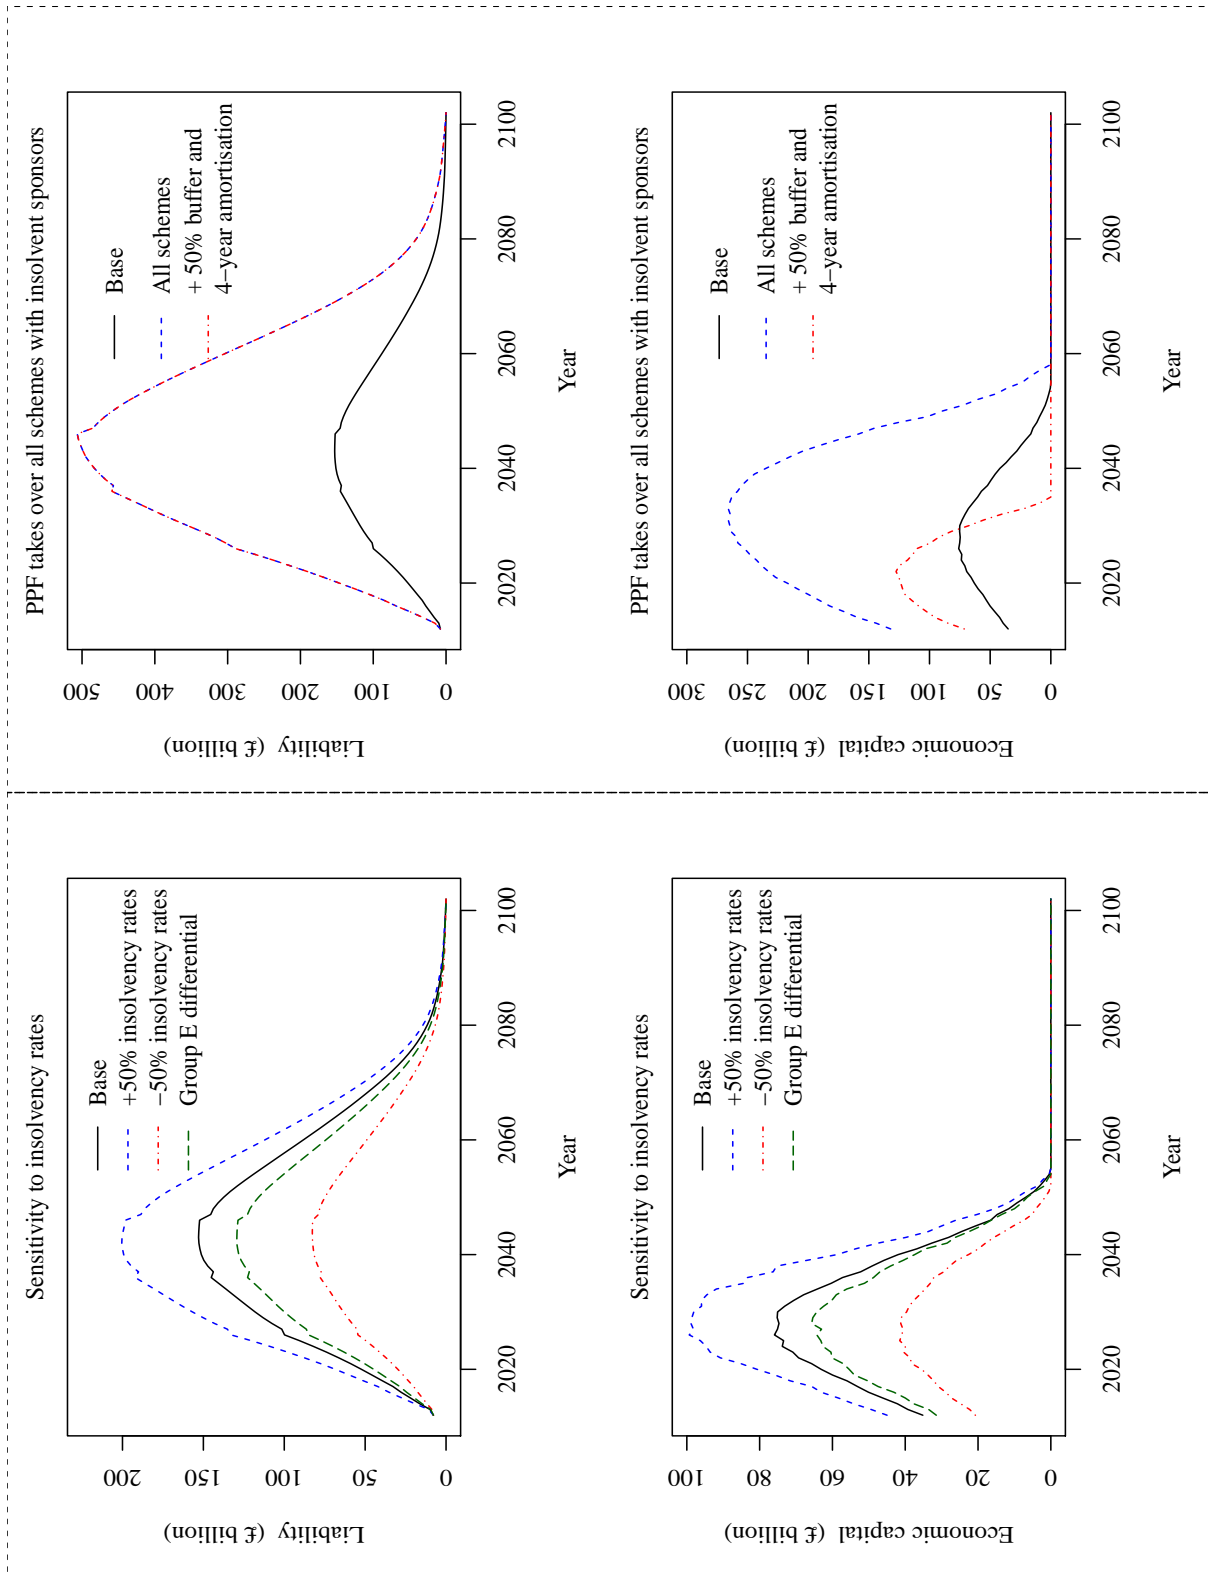 Sensitivity to insolvency rates
Liability (£ billion)
200
150
100
50
0
2020
2040
2060
2080
2100
Year
Base
+50% insolvency rates
−50% insolvency rates
Group E differential
PPF takes over all schemes with insolvent sponsors
Liability (£ billion)
500
400
300
200
100
0
2020
2040
2060
2080
2100
Year
Base
All schemes
+ 50% buffer and
4−year amortisation
Sensitivity to insolvency rates
Economic capital (£ billion)
100
80
60
40
20
0
2020
2040
2060
2080
2100
Year
Base
+50% insolvency rates
−50% insolvency rates
Group E differential
PPF takes over all schemes with insolvent sponsors
Economic capital (£ billion)
300
250
200
150
100
50
0
2020
2040
2060
2080
2100
Year
Base
All schemes
+ 50% buffer and
4−year amortisation